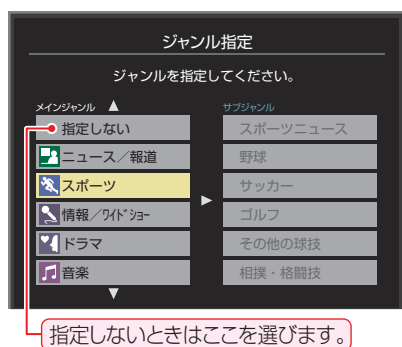 ジャンル指定
ジャンルを指定してください。
メインジャンル ▲
サブジャンル
指定しない
スポーツニュース
ニュース／報道
野球
スポーツ
サッカー
▶
情報／ワイドショー
ゴルフ
ドラマ
その他の球技
音楽
相撲・格闘技
▼
指定しないときはここを選びます。